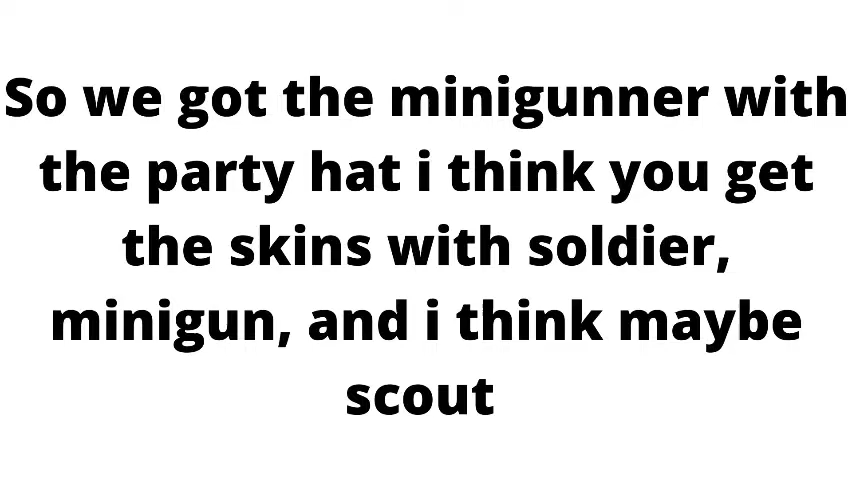 So we got the minigunner with
the party hat i think you get
the skins with soldier,
minigun, and i think maybe
scout